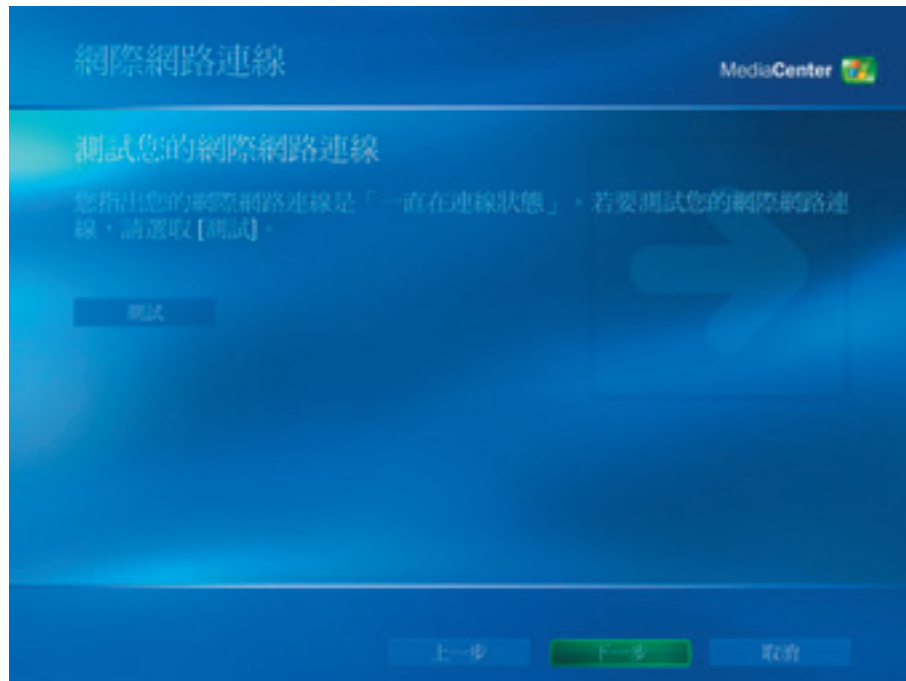 網際網路連線
MediaCenter
測試您的網際網路連線
您指出您的網際網路連線是「一直在連線狀態」。若要測試您的網際網路連
線，請選取 [測試]。
測試
上一步
下一步
取消